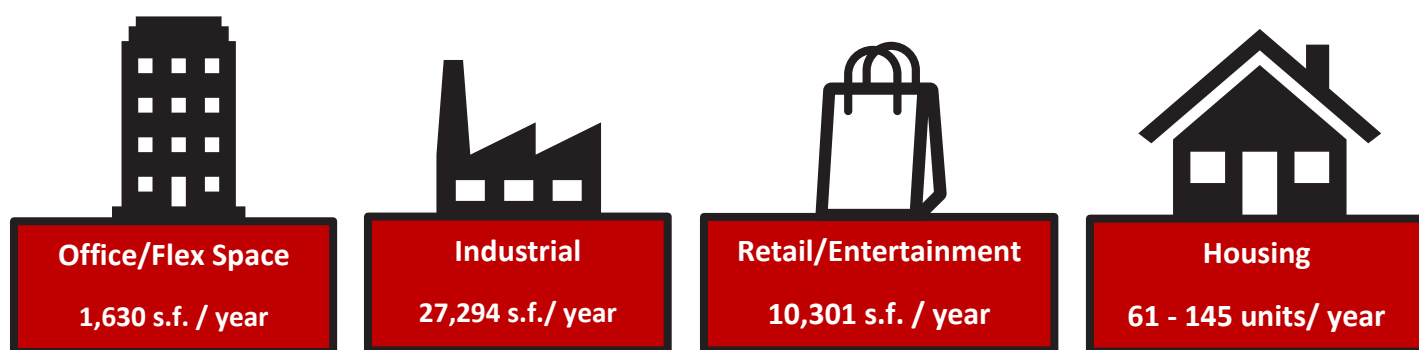 Office/Flex Space
1,630 s.f. / year
Industrial
27,294 s.f./ year
Retail/Entertainment
10,301 s.f. / year
Housing
61 - 145 units/ year